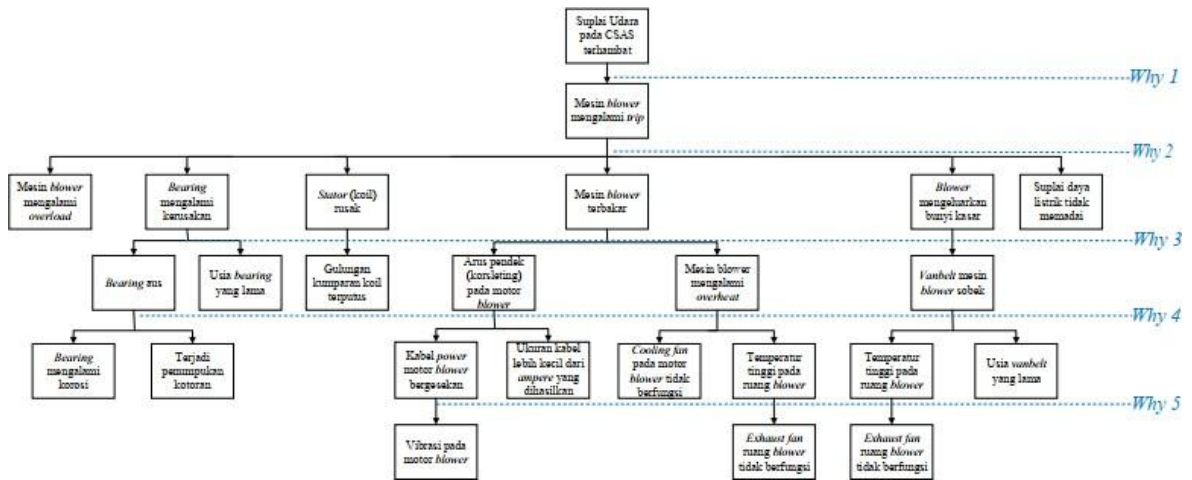 Suplai Udara
pada CSAS
terhambat
Why 1
Mesin blower
mengalami trip
Why 2
Mesin blower
mengalami
overload
Bearing
mengalami
kerusakan
Stator (koil)
rusak
Mesin blower
terbakar
Blower
mengeluarkan
bunyi kasar
Suplai daya
listrik tidak
memadai
Why 3
Bearing aus
Usia bearing
yang lama
Gulungan
kumparan koil
terputus
Arus pendek
(korsleting)
pada motor
blower
Mesin blower
mengalami
overheat
Vanbelt mesin
blower sobek
Why 4
Bearing
mengalami
korosi
Terjadi
penumpukan
kotoran
Kabel power
motor blower
bergesekan
Ukuran kabel
lebih kecil dari
ampere yang
dihasilkan
Cooling fan
pada motor
blower tidak
berfungsi
Temperatur
tinggi pada
ruang blower
Temperatur
tinggi pada
ruang blower
Usia vanbelt
yang lama
Why 5
Vibrasi pada
motor blower
Exhaust fan
ruang blower
tidak berfungsi
Exhaust fan
ruang blower
tidak berfungsi